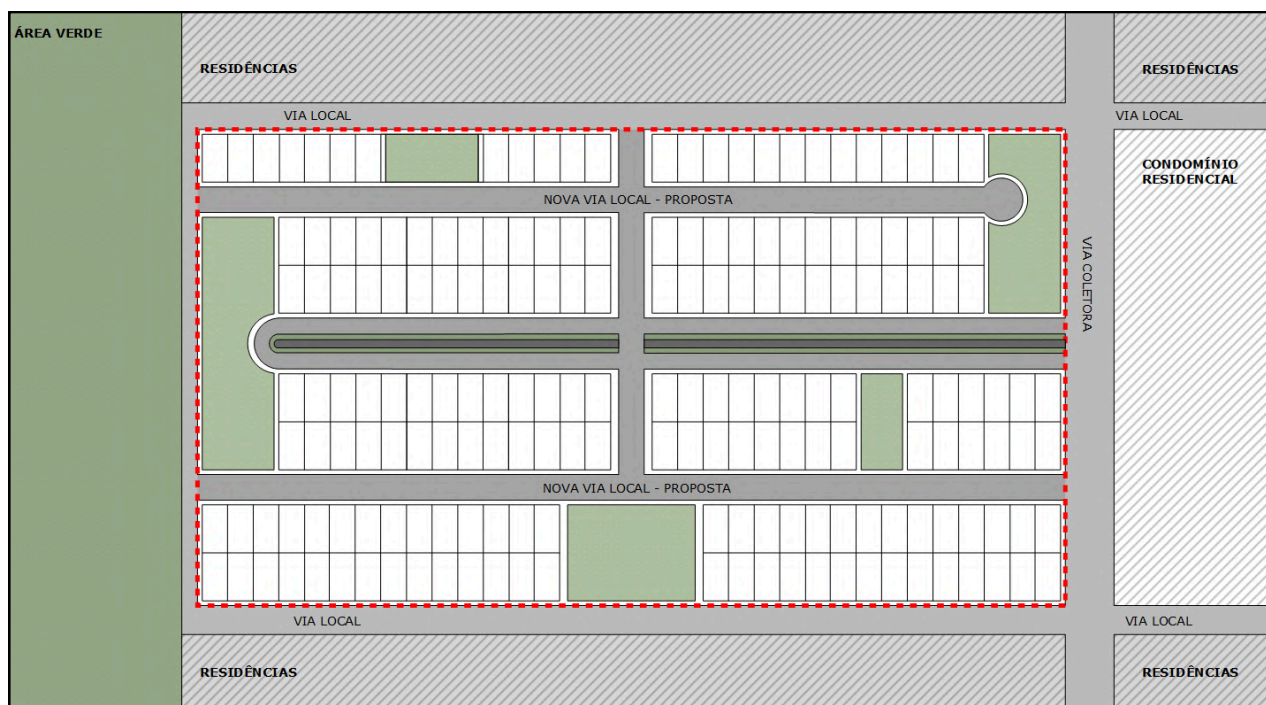 ÁREA VERDE
RESIDÊNCIAS
RESIDÊNCIAS
VIA LOCAL
VIA LOCAL
CONDOMÍNIO
RESIDENCIAL
NOVA VIA LOCAL - PROPOSTA
VIA COLETORA
NOVA VIA LOCAL - PROPOSTA
VIA LOCAL
VIA LOCAL
RESIDÊNCIAS
RESIDÊNCIAS